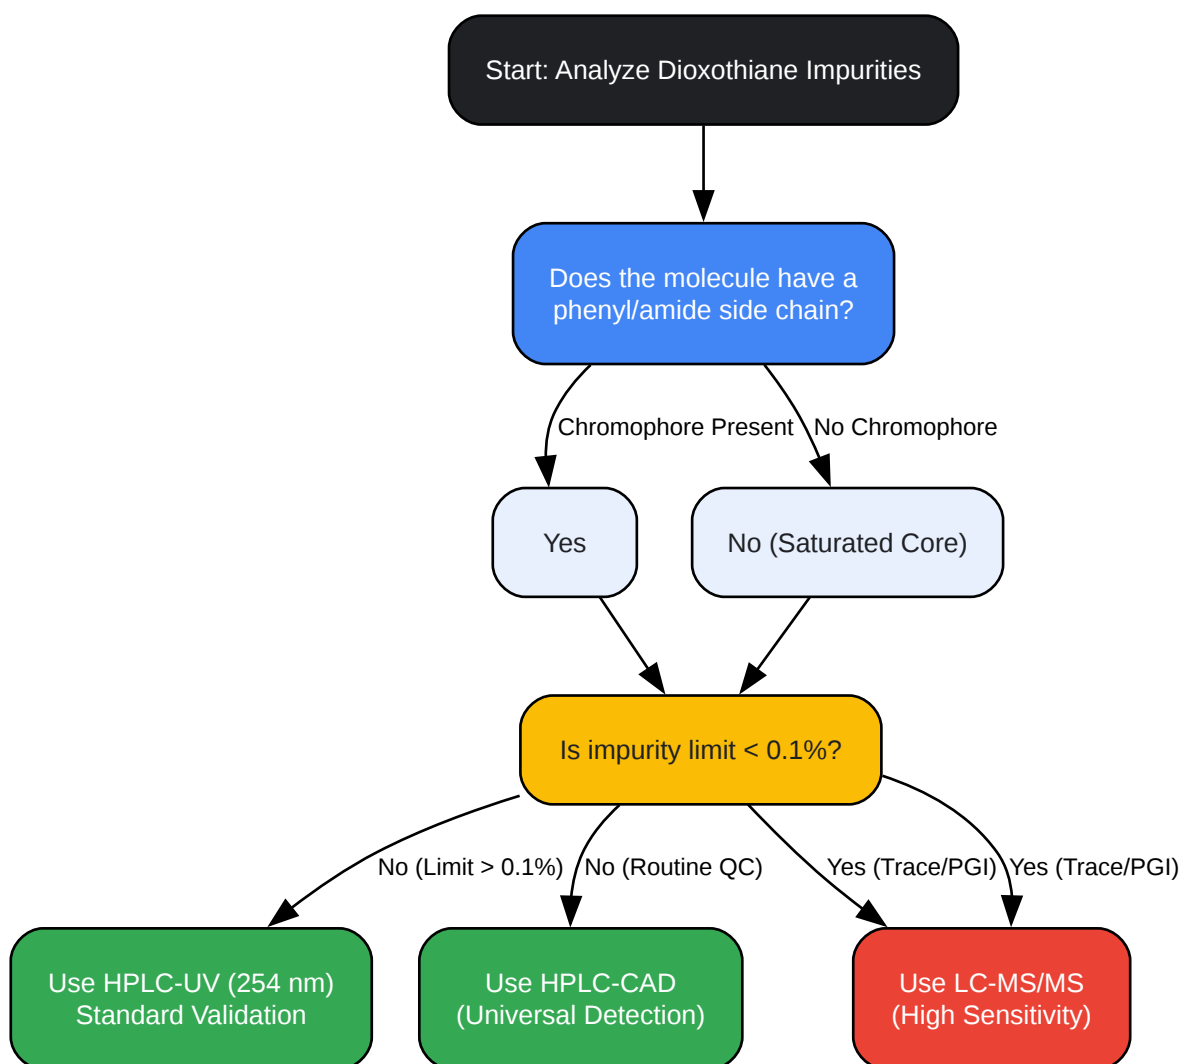 Start: Analyze Dioxothiane Impurities
Does the molecule have a
phenyl/amide side chain?
Chromophore Present
No Chromophore
Yes
No (Saturated Core)
Is impurity limit < 0.1%?
No (Limit > 0.1%)
No (Routine QC)
Yes (Trace/PGI)
Yes (Trace/PGI)
Use HPLC-UV (254 nm)
Standard Validation
Use HPLC-CAD
(Universal Detection)
Use LC-MS/MS
(High Sensitivity)